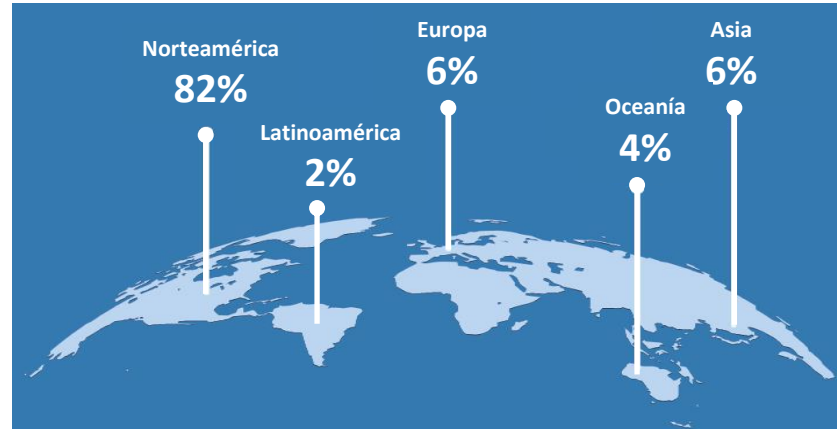 Norteamérica
82%
Latinoamérica
2%
Europa
6%
Oceanía
4%
Asia
6%